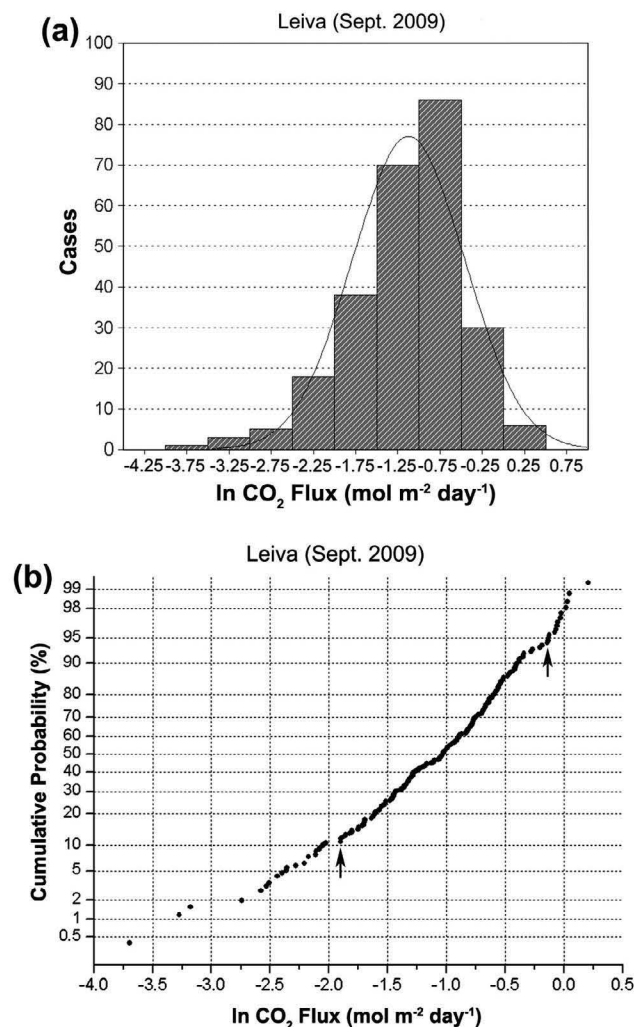 (a)
Leiva (Sept. 2009)
100
90
80
70
60
50
40
30
20
10
0
Cases
-4.25 -3.75 -3.25 -2.75 -2.25 -1.75 -1.25 -0.75 -0.25 0.25 0.75
ln CO₂ Flux (mol m⁻² day⁻¹)
(b)
Leiva (Sept. 2009)
99
98
95
90
80
70
60
50
40
30
20
10
5
2
1
0.5
Cumulative Probability (%)
-4.0 -3.5 -3.0 -2.5 -2.0 -1.5 -1.0 -0.5 0.0 0.5
ln CO₂ Flux (mol m⁻² day⁻¹)